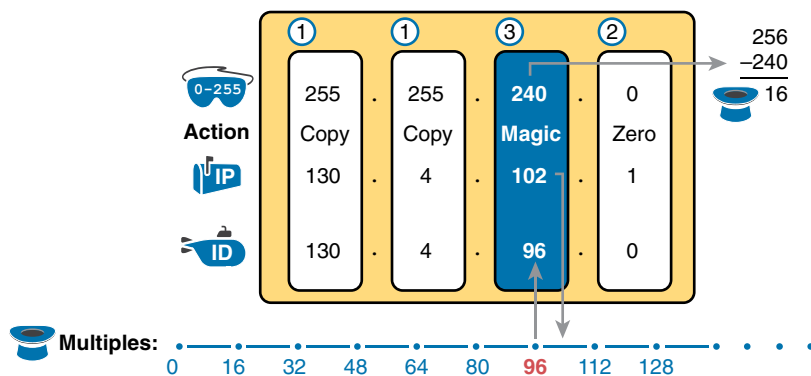 1 1 3 2
256
–240
16
0–255 255 . 255 . 240 . 0
Action Copy Copy Magic Zero
IP 130 . 4 . 102 . 1
ID 130 . 4 . 96 . 0
Multiples:
0 16 32 48 64 80 96 112 128